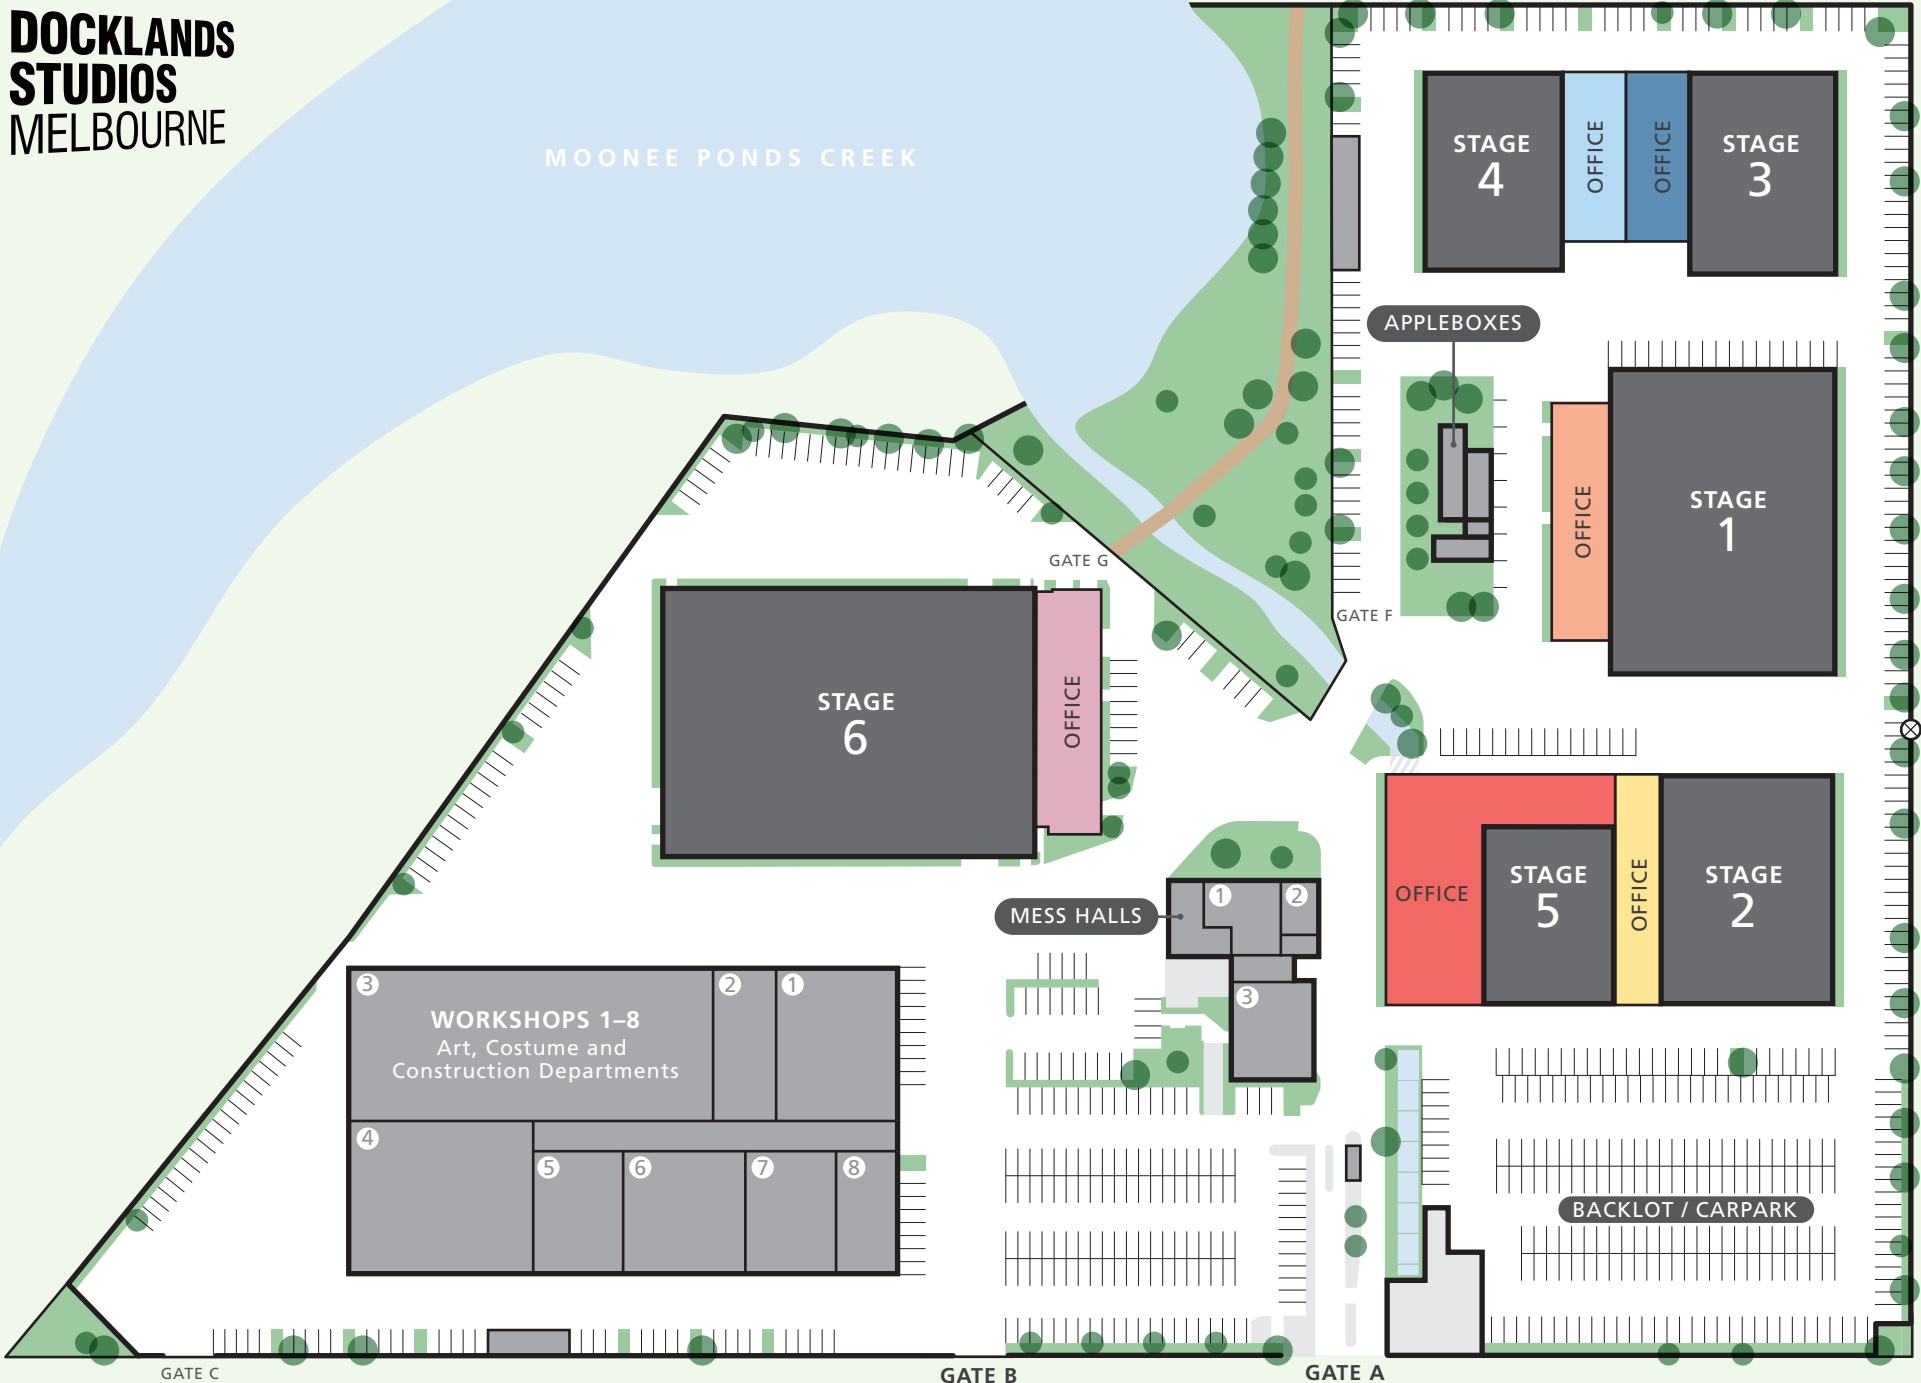 DOCKLANDS
STUDIOS
MELBOURNE
MOONEE PONDS CREEK
STAGE
4
OFFICE
OFFICE
STAGE
3
APPLEBOXES
OFFICE
STAGE
1
GATE G
GATE F
STAGE
6
OFFICE
OFFICE
STAGE
5
OFFICE
STAGE
2
MESS HALLS
1
2
3
3
2
1
WORKSHOPS 1–8
Art, Costume and
Construction Departments
4
5
6
7
8
BACKLOT / CARPARK
GATE C
GATE B
GATE A